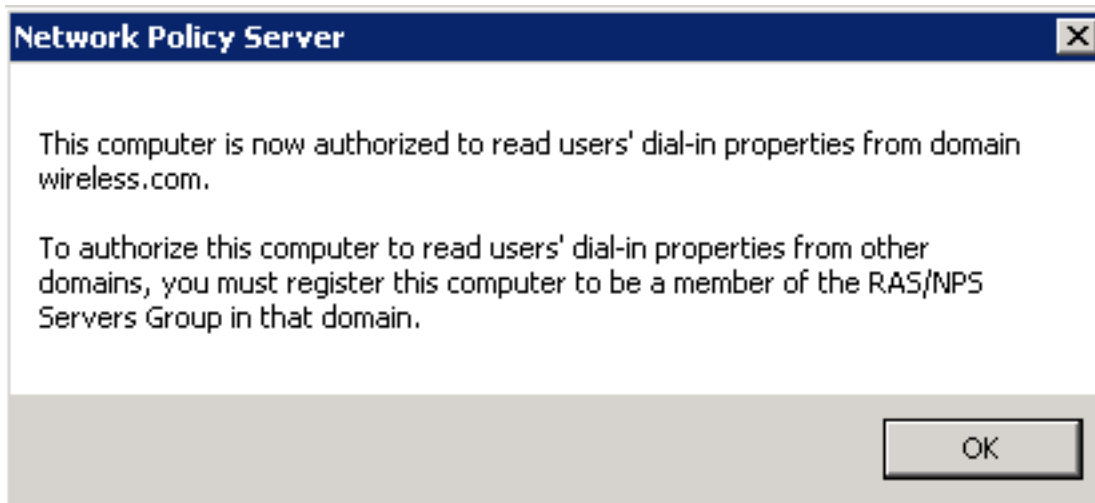 Network Policy Server
This computer is now authorized to read users' dial-in properties from domain
wireless.com.
To authorize this computer to read users' dial-in properties from other
domains, you must register this computer to be a member of the RAS/NPS
Servers Group in that domain.
OK